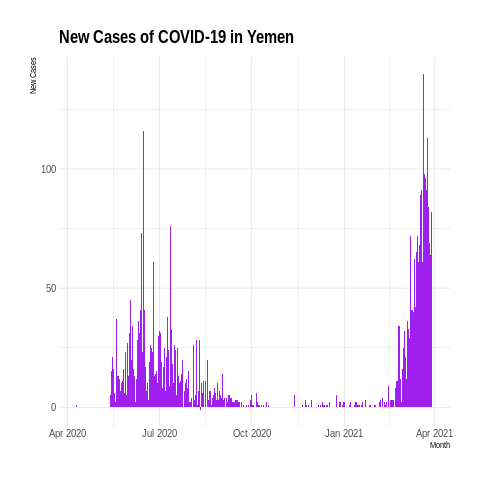 New Cases of COVID-19 in Yemen
New Cases
100
50
0
Apr 2020 Jul 2020 Oct 2020 Jan 2021 Apr 2021
Month